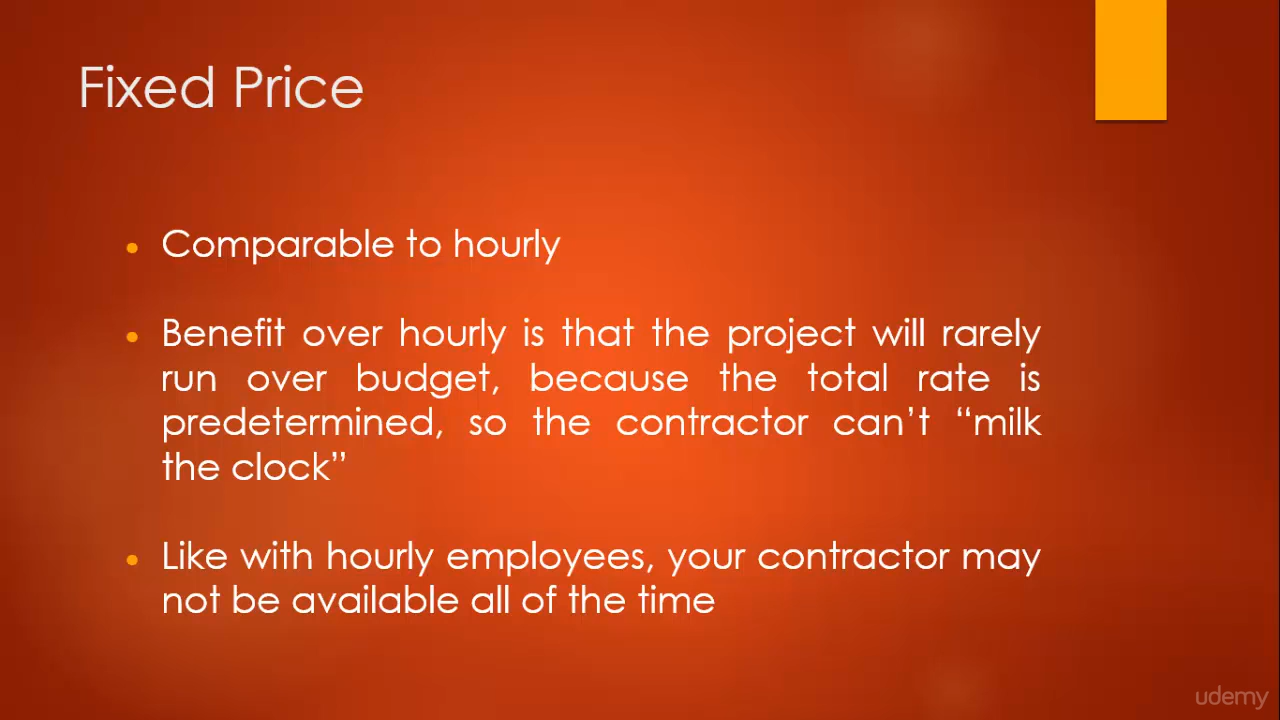 Fixed Price
• Comparable to hourly
• Benefit over hourly is that the project will rarely
run over budget, because the total rate is
predetermined, so the contractor can’t “milk
the clock”
• Like with hourly employees, your contractor may
not be available all of the time
udemy